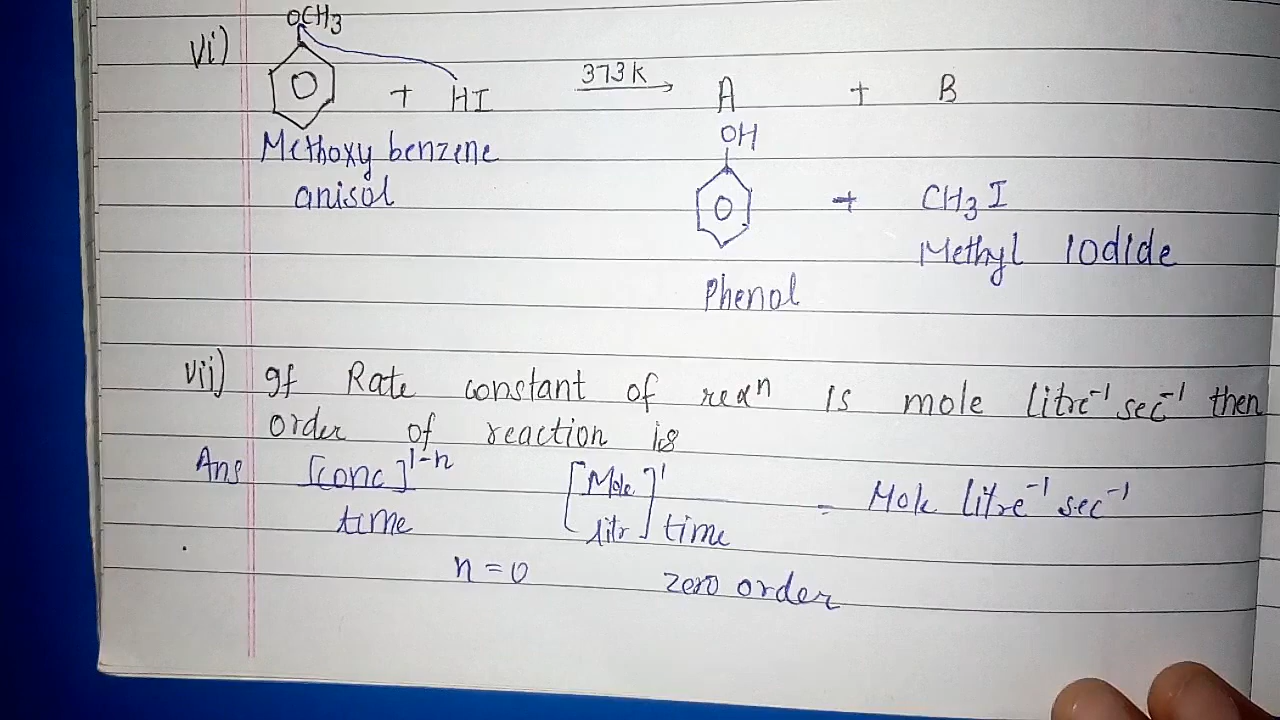 OCH3
vi)
+ HI 373K A + B
Methoxy benzene
anisol
OH
+ CH3I
Methyl Iodide
Phenol
vii) If Rate constant of reaxn is mole litre⁻¹ sec⁻¹ then
order of reaction is
Ans [conc]¹⁻ⁿ [Mole]¹ = Mole litre⁻¹ sec⁻¹
time litr time
n = 0 zero order